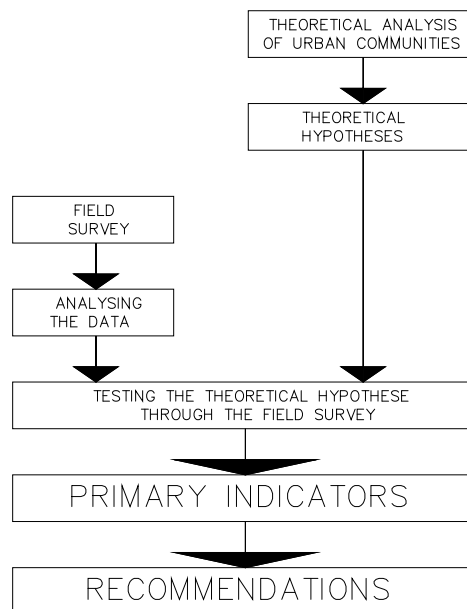 THEORETICAL ANALYSIS
OF URBAN COMMUNITIES
THEORETICAL
HYPOTHESES
FIELD
SURVEY
ANALYSING
THE DATA
TESTING THE THEORETICAL HYPOTHESE
THROUGH THE FIELD SURVEY
PRIMARY INDICATORS
RECOMMENDATIONS